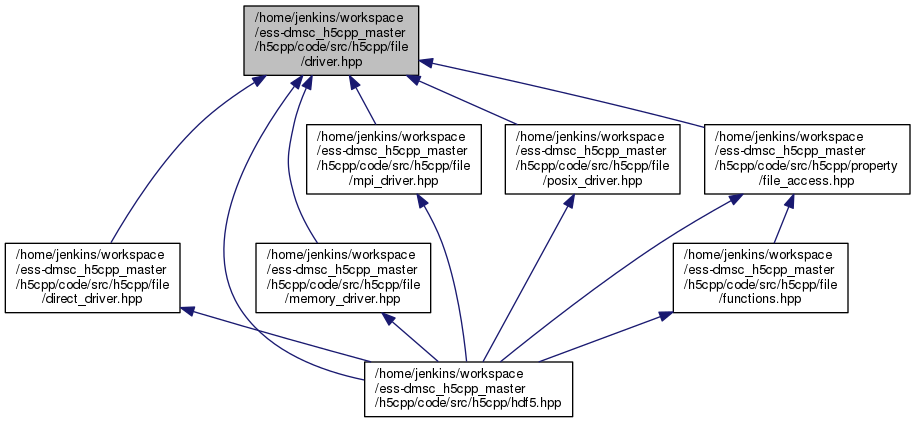 /home/jenkins/workspace
/ess-dmsc_h5cpp_master
/h5cpp/code/src/h5cpp/file
/driver.hpp
/home/jenkins/workspace
/ess-dmsc_h5cpp_master
/h5cpp/code/src/h5cpp/file
/mpi_driver.hpp
/home/jenkins/workspace
/ess-dmsc_h5cpp_master
/h5cpp/code/src/h5cpp/file
/posix_driver.hpp
/home/jenkins/workspace
/ess-dmsc_h5cpp_master
/h5cpp/code/src/h5cpp/property
/file_access.hpp
/home/jenkins/workspace
/ess-dmsc_h5cpp_master
/h5cpp/code/src/h5cpp/file
/direct_driver.hpp
/home/jenkins/workspace
/ess-dmsc_h5cpp_master
/h5cpp/code/src/h5cpp/file
/memory_driver.hpp
/home/jenkins/workspace
/ess-dmsc_h5cpp_master
/h5cpp/code/src/h5cpp/file
/functions.hpp
/home/jenkins/workspace
/ess-dmsc_h5cpp_master
/h5cpp/code/src/h5cpp/hdf5.hpp